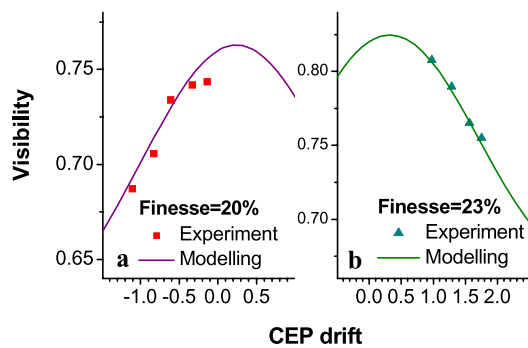 Visibility
0.75
0.70
0.65
Finesse=20%
Experiment
Modelling
a
-1.0 -0.5 0.0 0.5
0.80
0.75
0.70
Finesse=23%
Experiment
Modelling
b
0.0 0.5 1.0 1.5 2.0
CEP drift